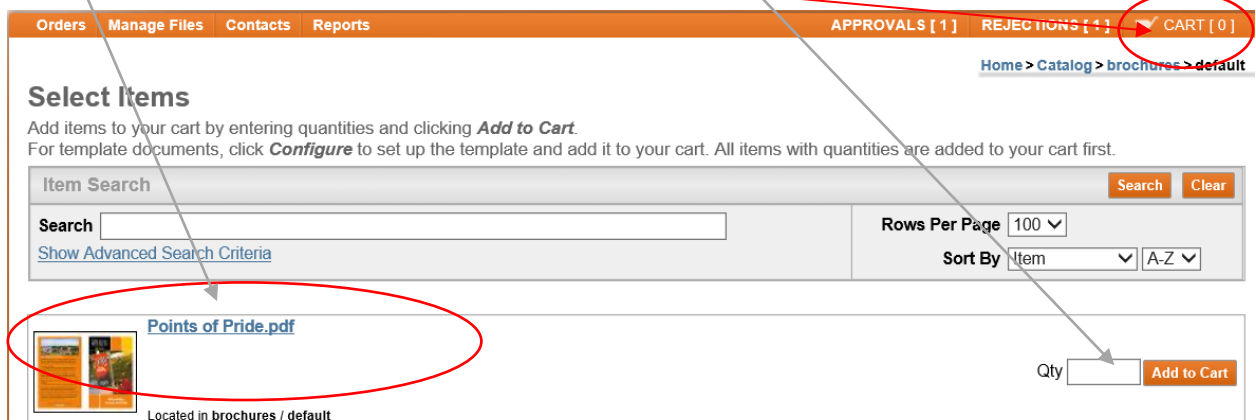 Orders Manage Files Contacts Reports APPROVALS [ 1 ] REJECTIONS [ 1 ] CART [ 0 ]
Home > Catalog > brochures > default
Select Items
Add items to your cart by entering quantities and clicking Add to Cart.
For template documents, click Configure to set up the template and add it to your cart. All items with quantities are added to your cart first.
Item Search Search Clear
Search Rows Per Page 100
Show Advanced Search Criteria Sort By Item A-Z
Points of Pride.pdf
Qty Add to Cart
Located in brochures / default